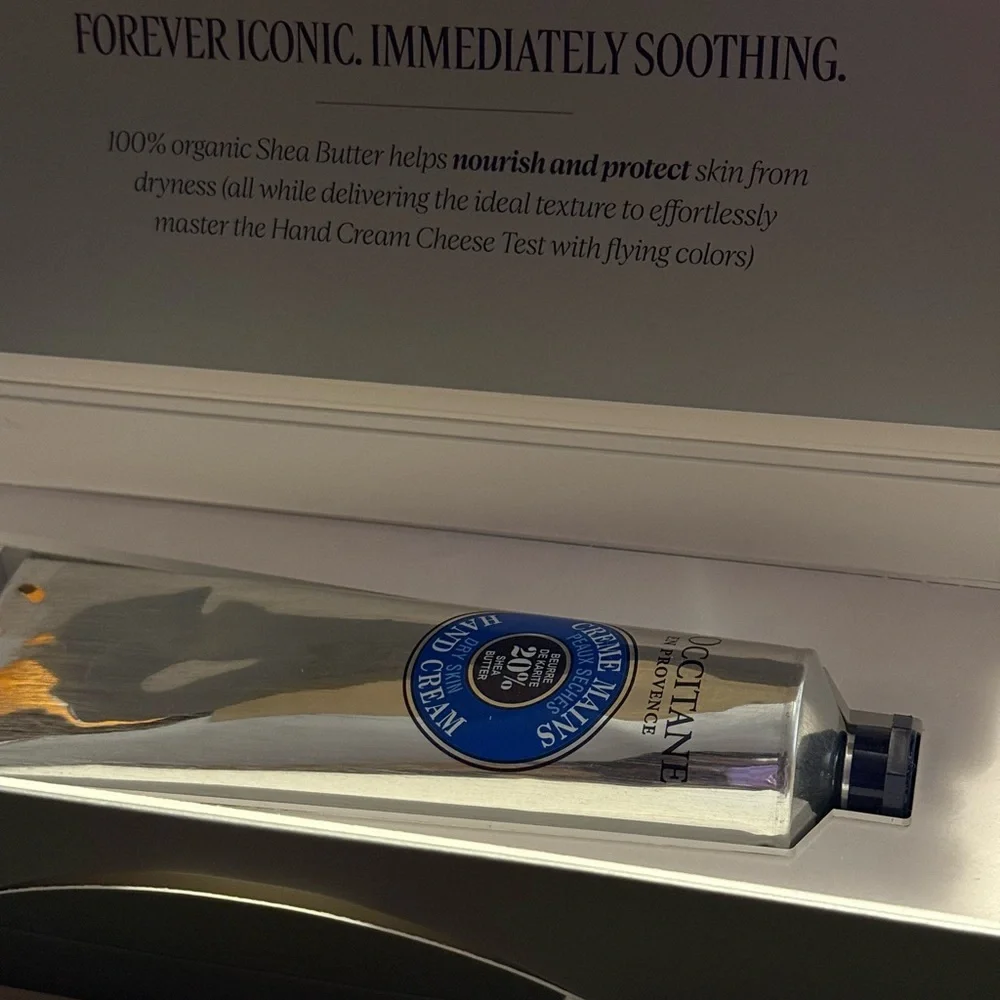 FOREVER ICONIC. IMMEDIATELY SOOTHING.
100% organic Shea Butter helps nourish and protect skin from
dryness (all while delivering the ideal texture to effortlessly
master the Hand Cream Cheese Test with flying colors)
L'OCCITANE
EN PROVENCE
CRÈME MAINS
PEAUX SÈCHES
BEURRE
DE KARITÉ
20%
SHEA
BUTTER
DRY SKIN
HAND CREAM